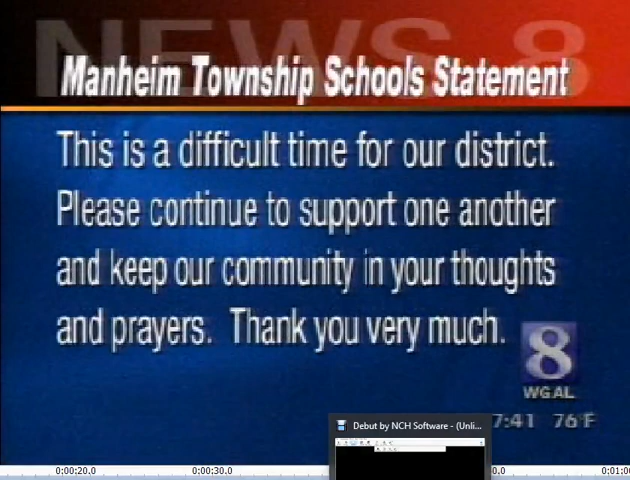 NEWS 8
Manheim Township Schools Statement
This is a difficult time for our district.
Please continue to support one another
and keep our community in your thoughts
and prayers. Thank you very much.
8
WGAL
7:41 76°F
Debut by NCH Software - (Unli...
0:00:20.0 0:00:30.0 0.0 0:01:00